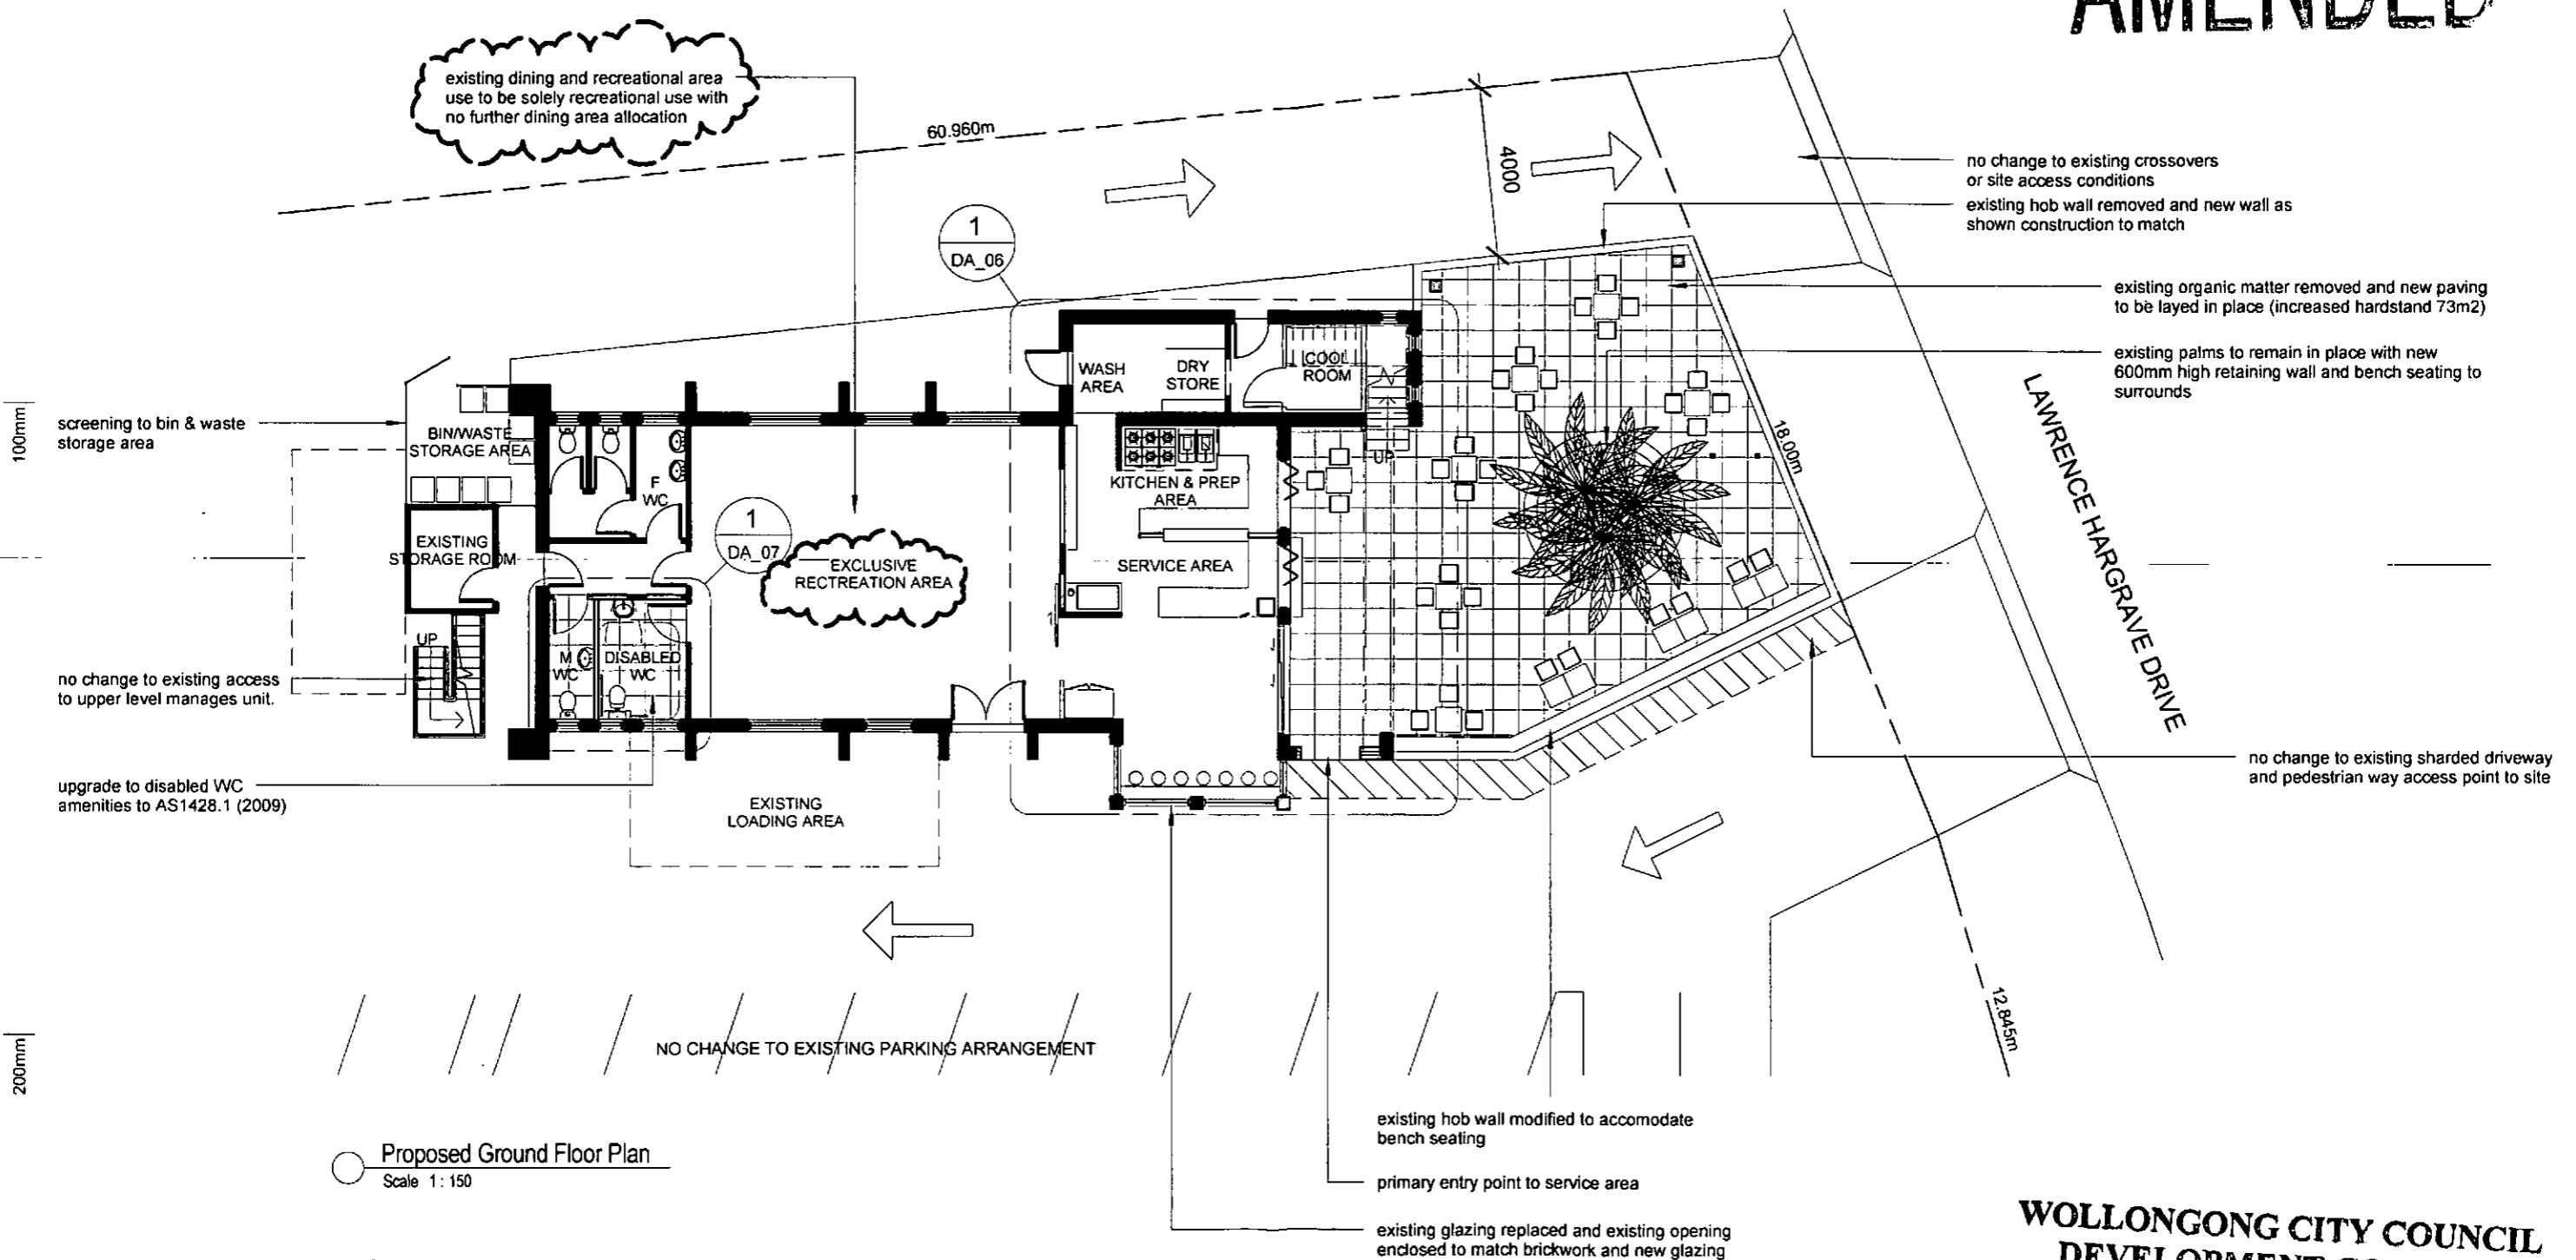 AMENDED
existing dining and recreational area
use to be solely recreational use with
no further dining area allocation
60.960m
4000
no change to existing crossovers
or site access conditions
existing hob wall removed and new wall as
shown construction to match
1
DA_06
existing organic matter removed and new paving
to be layed in place (increased hardstand 73m2)
existing palms to remain in place with new
600mm high retaining wall and bench seating to
surrounds
LAWRENCE HARGRAVE DRIVE
18.00m
100mm
screening to bin & waste
storage area
BIN/WASTE
STORAGE AREA
WASH
AREA
DRY
STORE
COOL
ROOM
UP
F
WC
KITCHEN & PREP
AREA
1
DA_07
EXISTING
STORAGE ROOM
EXCLUSIVE
RECTREATION AREA
SERVICE AREA
UP
M
WC
DISABLED
WC
no change to existing access
to upper level manages unit.
no change to existing sharded driveway
and pedestrian way access point to site
upgrade to disabled WC
amenities to AS1428.1 (2009)
EXISTING
LOADING AREA
12.845m
200mm
NO CHANGE TO EXISTING PARKING ARRANGEMENT
existing hob wall modified to accomodate
bench seating
Proposed Ground Floor Plan
Scale 1 : 150
primary entry point to service area
existing glazing replaced and existing opening
enclosed to match brickwork and new glazing
WOLLONGONG CITY COUNCIL
DEVELOPMENT